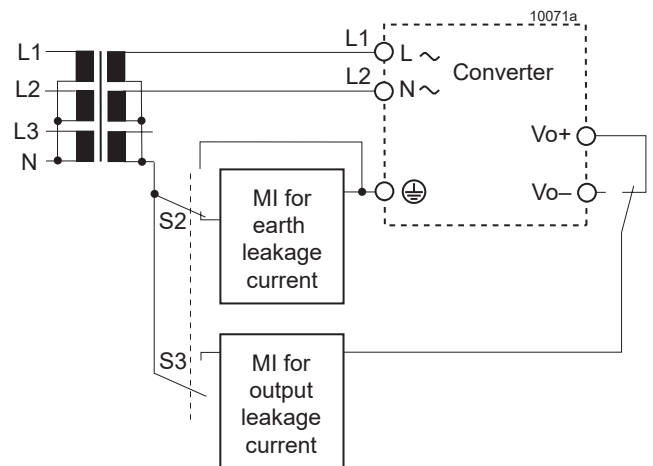 10071a
L1
L1
L ∼
L2
L2
N ∼
Converter
L3
N
Vo+
Vo–
S2
MI for
earth
leakage
current
S3
MI for
output
leakage
current